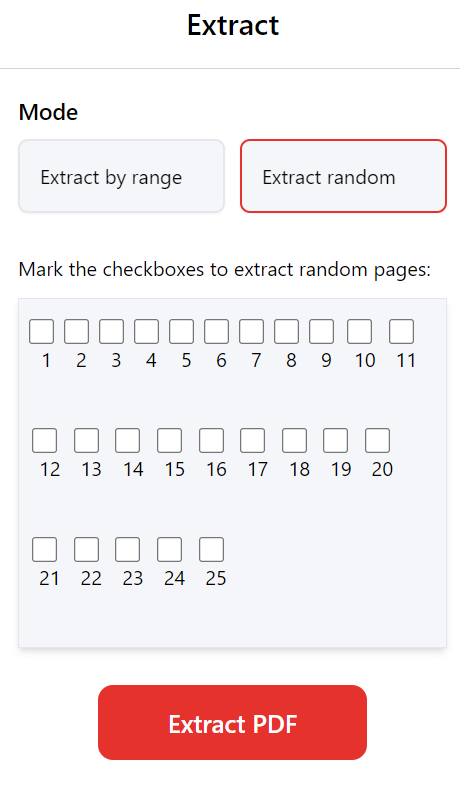 Extract
Mode
Extract by range Extract random
Mark the checkboxes to extract random pages:
1 2 3 4 5 6 7 8 9 10 11
12 13 14 15 16 17 18 19 20
21 22 23 24 25
Extract PDF